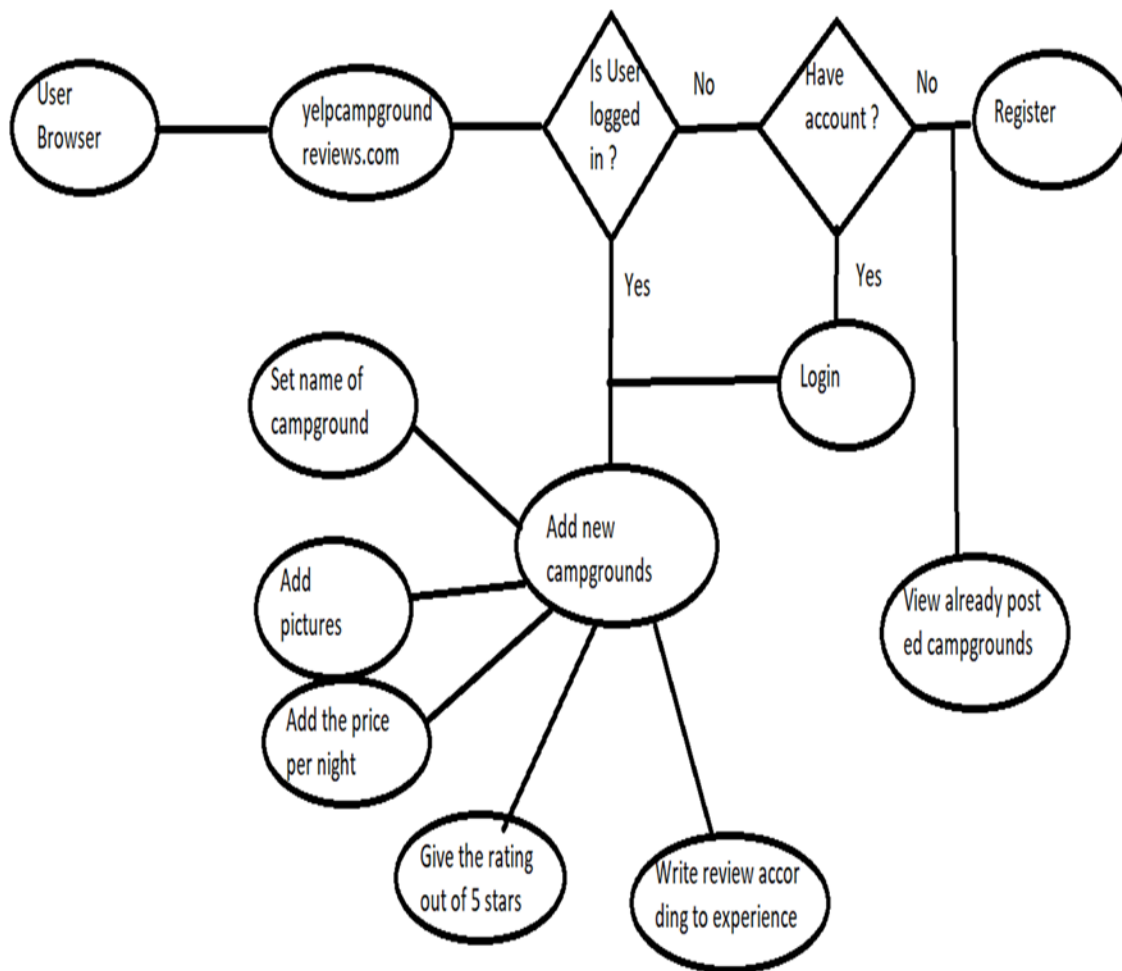 User
Browser
yelpcampground
reviews.com
Is User
logged
in ?
No
Have
account ?
No
Register
Yes
Yes
Login
Set name of
campground
Add new
campgrounds
Add
pictures
View already post
ed campgrounds
Add the price
per night
Give the rating
out of 5 stars
Write review accor
ding to experience